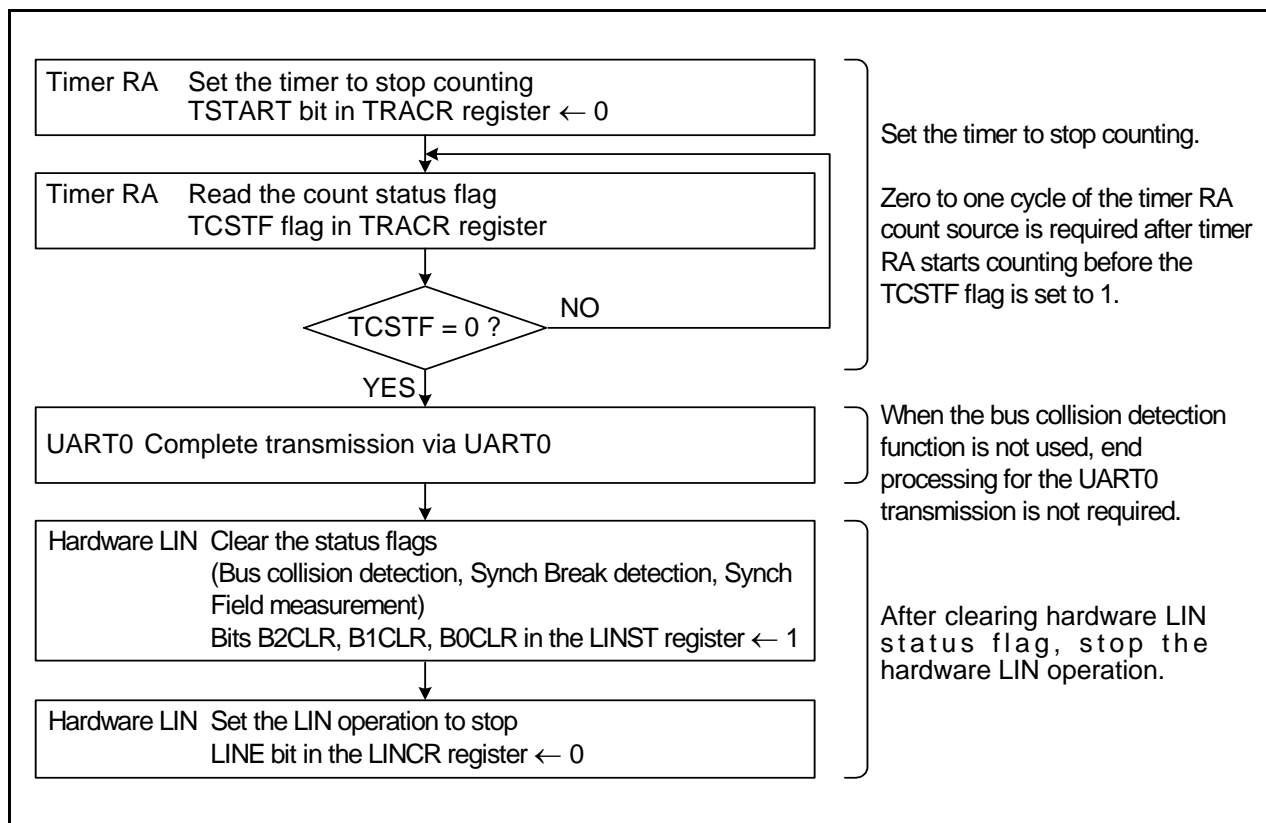 Timer RA Set the timer to stop counting
TSTART bit in TRACR register ← 0
Timer RA Read the count status flag
TCSTF flag in TRACR register
TCSTF = 0 ?
NO
YES
Set the timer to stop counting.
Zero to one cycle of the timer RA
count source is required after timer
RA starts counting before the
TCSTF flag is set to 1.
UART0 Complete transmission via UART0
When the bus collision detection
function is not used, end
processing for the UART0
transmission is not required.
Hardware LIN Clear the status flags
(Bus collision detection, Synch Break detection, Synch
Field measurement)
Bits B2CLR, B1CLR, B0CLR in the LINST register ← 1
Hardware LIN Set the LIN operation to stop
LINE bit in the LINCR register ← 0
After clearing hardware LIN
status flag, stop the
hardware LIN operation.